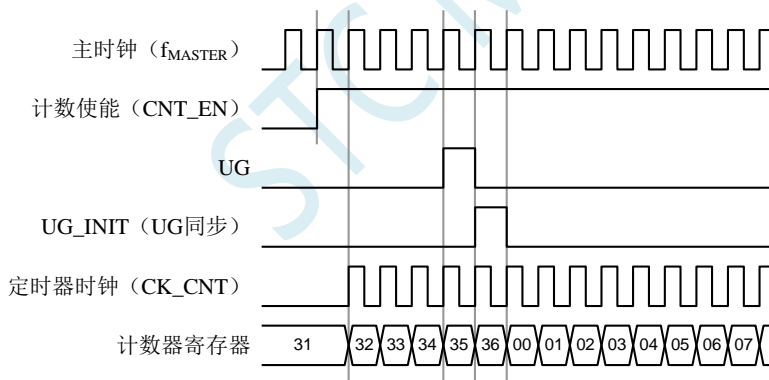 主时钟（fMASTER）
计数使能（CNT_EN）
UG
UG_INIT（UG同步）
定时器时钟（CK_CNT）
计数器寄存器 31 32 33 34 35 36 00 01 02 03 04 05 06 07
STC M